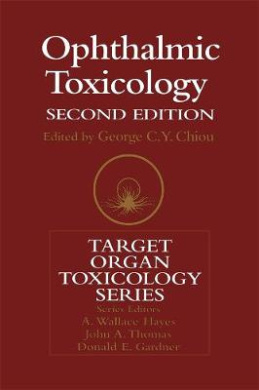 Ophthalmic
Toxicology
SECOND EDITION
Edited by George C.Y. Chiou
TARGET
ORGAN
TOXICOLOGY
SERIES
Series Editors
A. Wallace Hayes
John A. Thomas
Donald E. Gardner